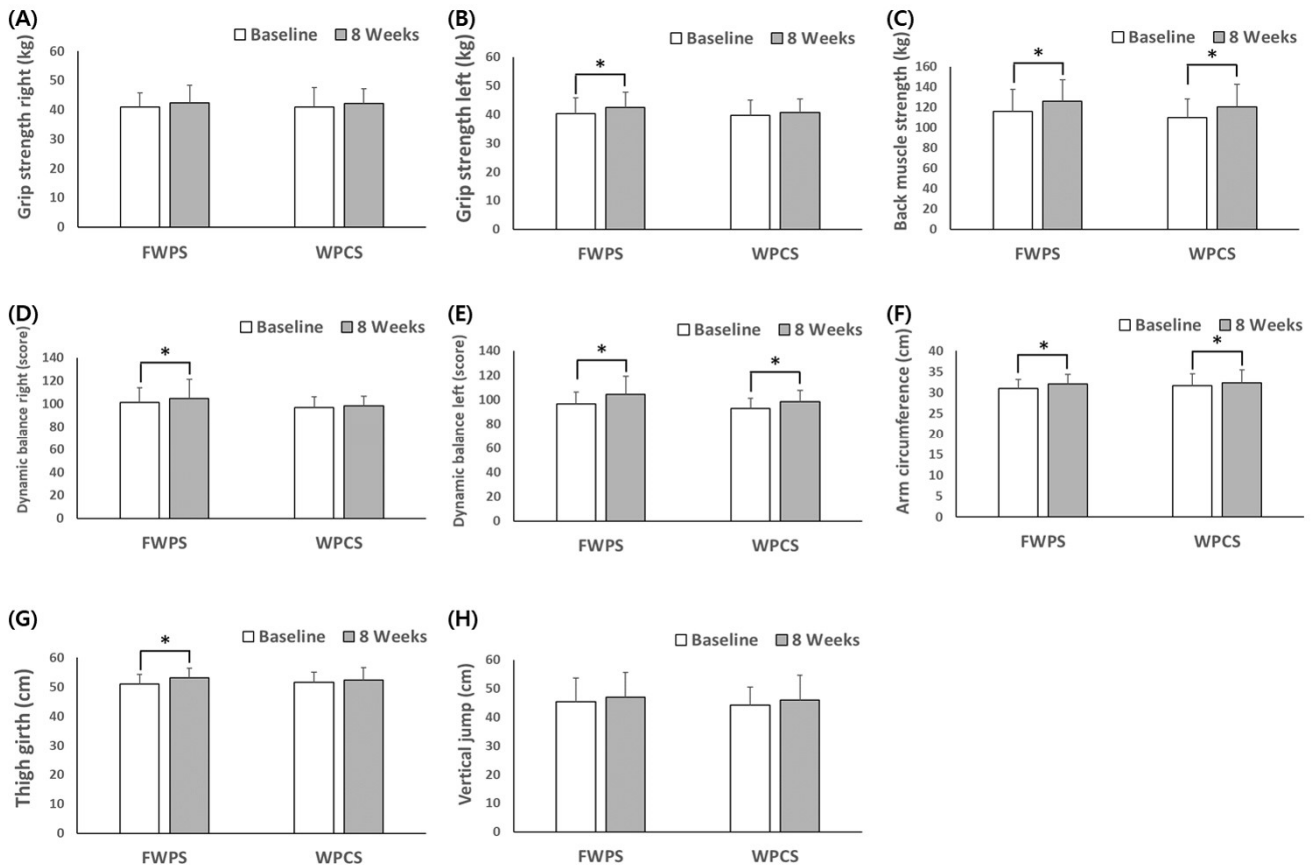 (A)
Baseline 8 Weeks
Grip strength right (kg)
60
50
40
30
20
10
0
FWPS WPCS
(B)
Baseline 8 Weeks
Grip strength left (kg)
60
50
40
30
20
10
0
*
FWPS WPCS
(C)
Baseline 8 Weeks
Back muscle strength (kg)
160
140
120
100
80
60
40
20
0
* *
FWPS WPCS
(D)
Baseline 8 Weeks
Dynamic balance right (score)
140
120
100
80
60
40
20
0
*
FWPS WPCS
(E)
Baseline 8 Weeks
Dynamic balance left (score)
140
120
100
80
60
40
20
0
* *
FWPS WPCS
(F)
Baseline 8 Weeks
Arm circumference (cm)
40
35
30
25
20
15
10
5
0
* *
FWPS WPCS
(G)
Baseline 8 Weeks
Thigh girth (cm)
60
50
40
30
20
10
0
*
FWPS WPCS
(H)
Baseline 8 Weeks
Vertical jump (cm)
60
50
40
30
20
10
0
FWPS WPCS